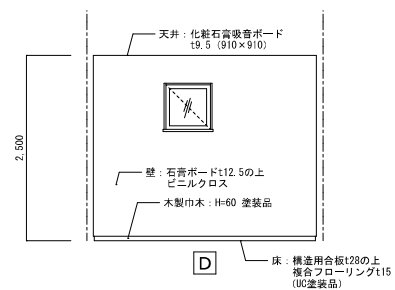 天井：化粧石膏吸音ボード
t9.5 (910×910)
2,500
壁：石膏ボードt12.5の上
ビニルクロス
木製巾木：H=60 塗装品
D
床：構造用合板t28の上
複合フローリングt15
(UC塗装品)